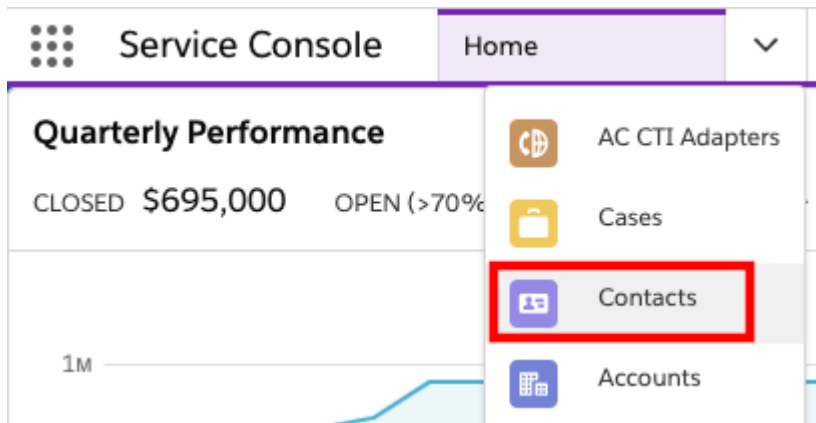 Service Console
Home
Quarterly Performance
CLOSED $695,000 OPEN (>70%
AC CTI Adapters
Cases
Contacts
Accounts
1M